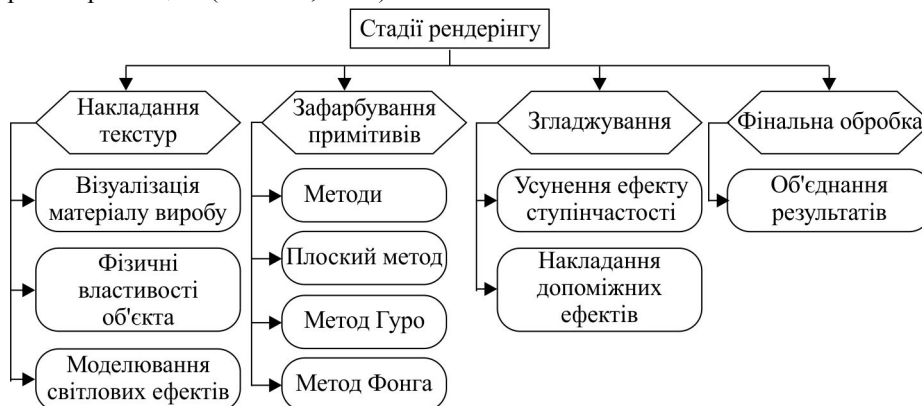 Стадії рендерінгу
Накладання
текстур
Зафарбування
примітивів
Згладжування
Фінальна обробка
Візуалізація
матеріалу виробу
Фізичні
властивості
об'єкта
Моделювання
світлових ефектів
Методи
Плоский метод
Метод Гуро
Метод Фонга
Усунення ефекту
ступінчастості
Накладання
допоміжних
ефектів
Об'єднання
результатів